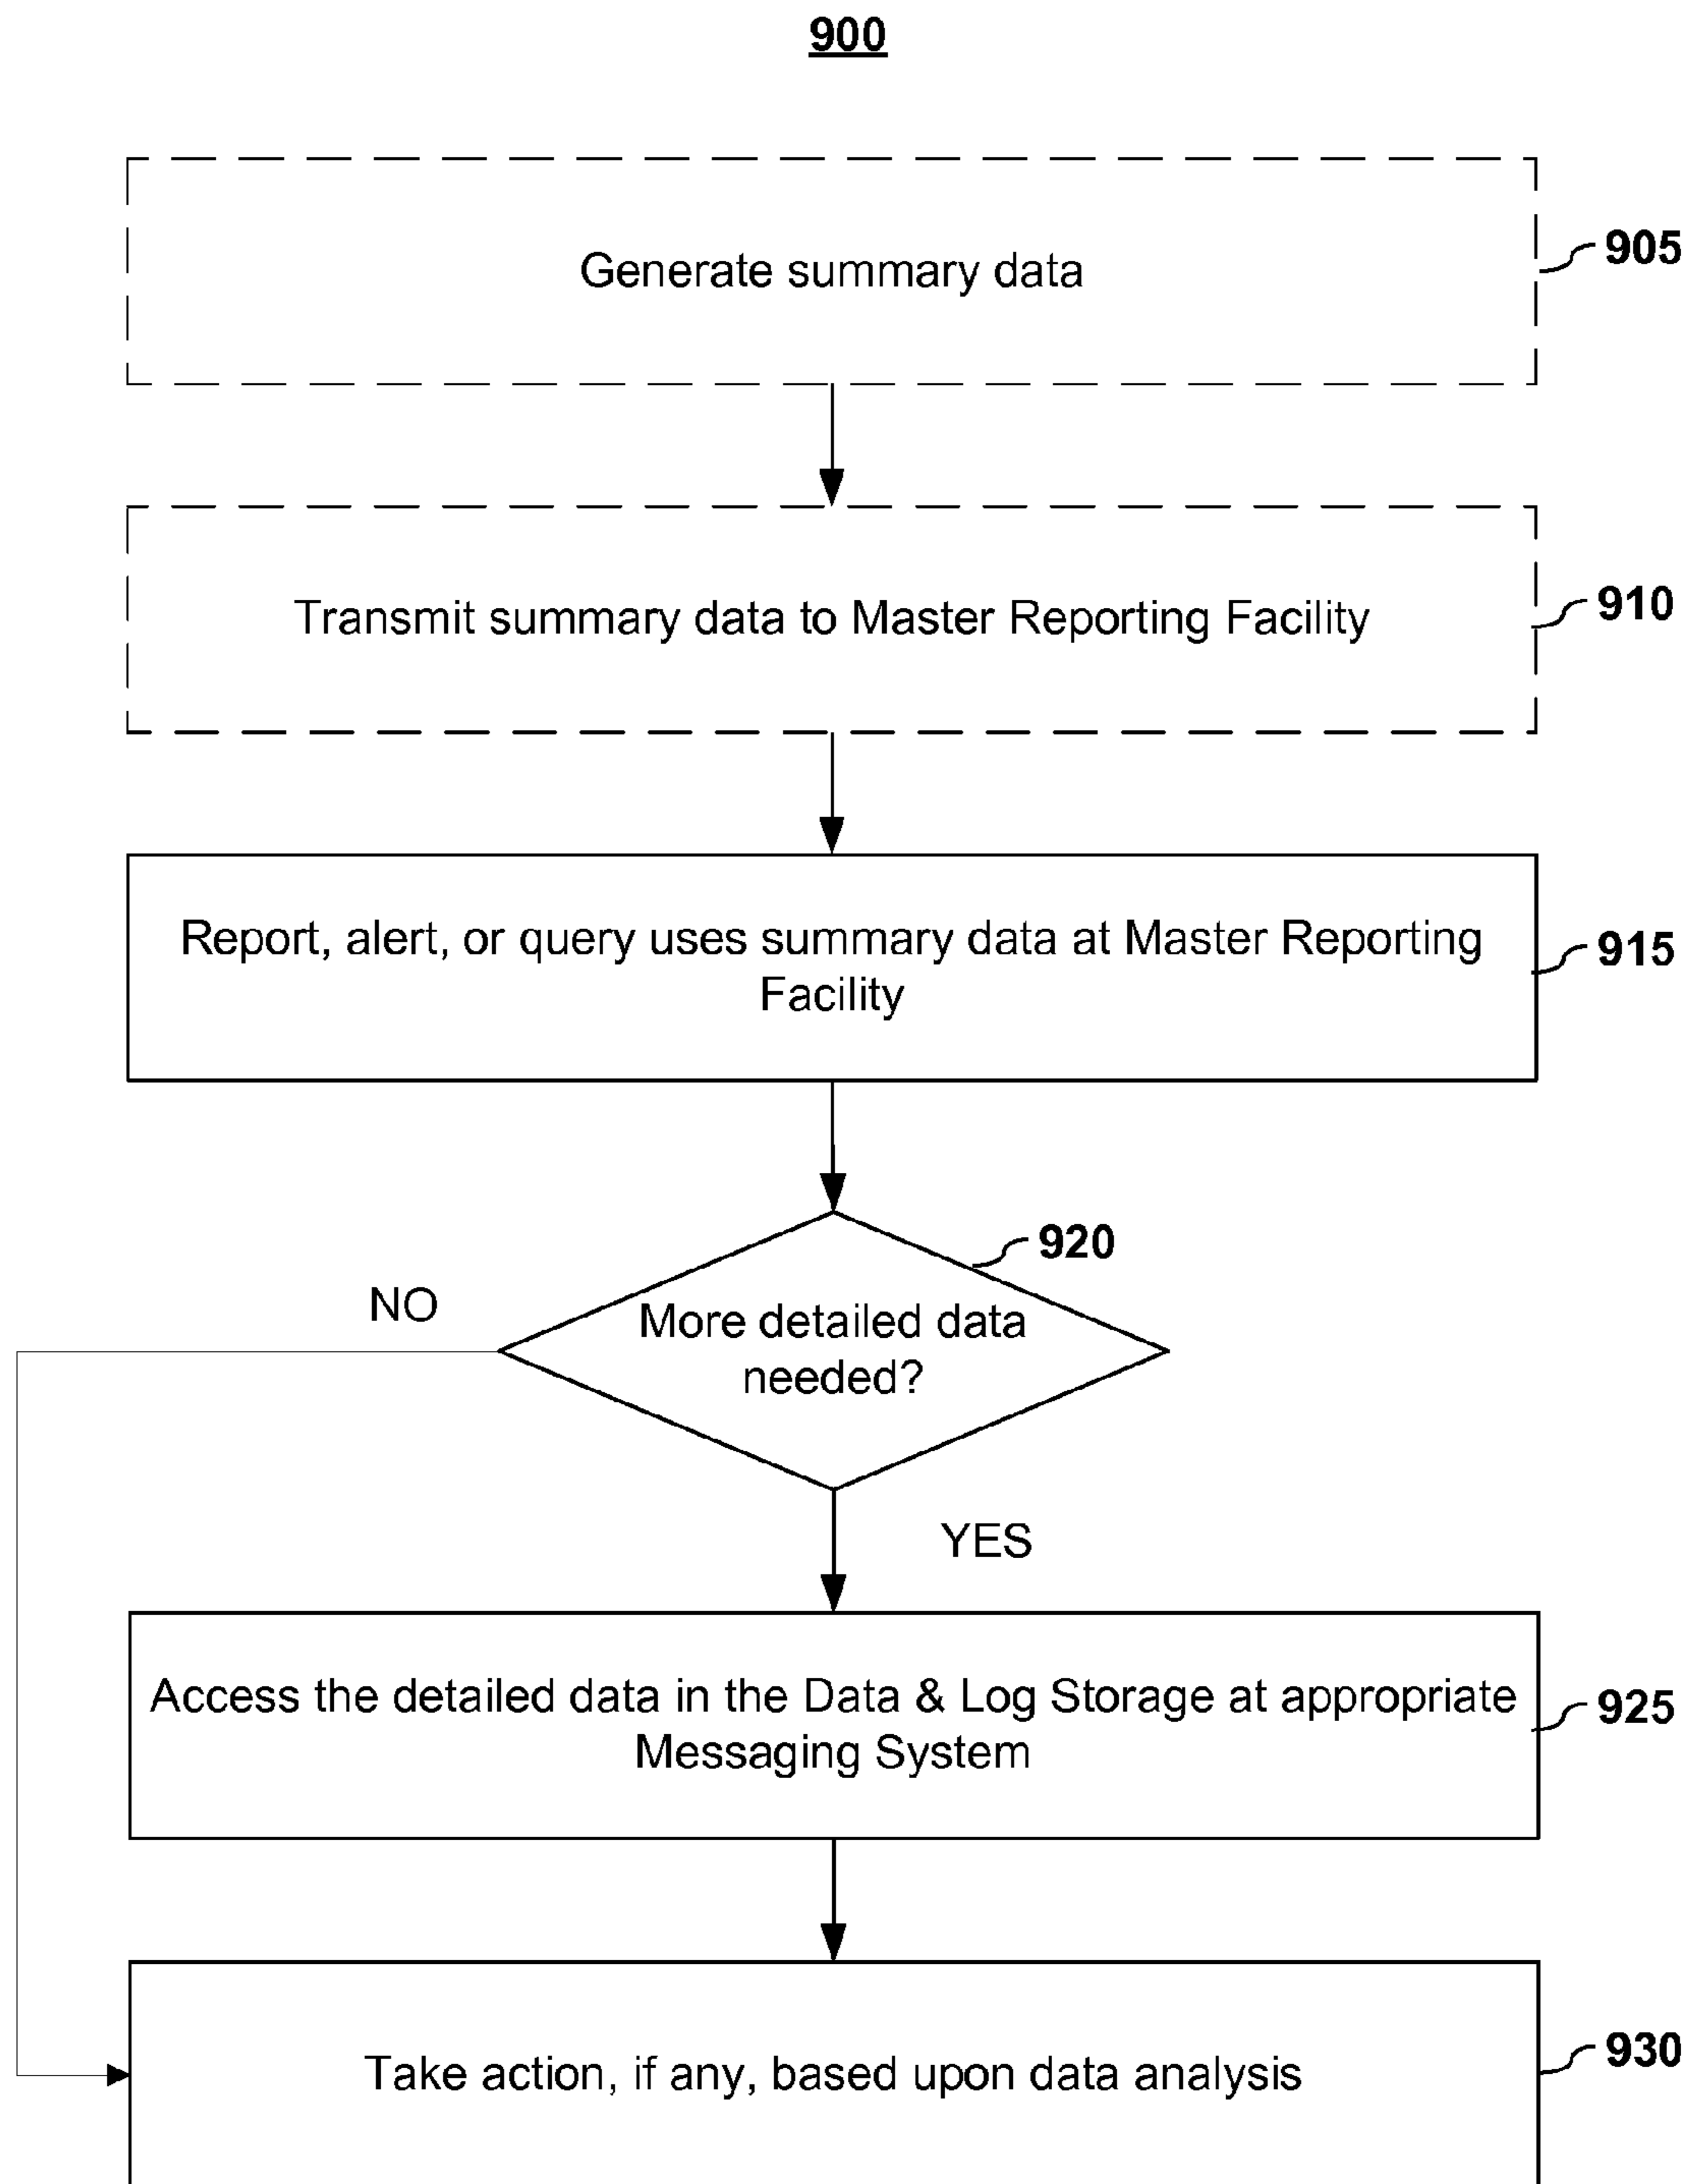 900
Generate summary data
905
Transmit summary data to Master Reporting Facility
910
Report, alert, or query uses summary data at Master Reporting
Facility
915
920
NO
More detailed data
needed?
YES
Access the detailed data in the Data & Log Storage at appropriate
Messaging System
925
Take action, if any, based upon data analysis
930